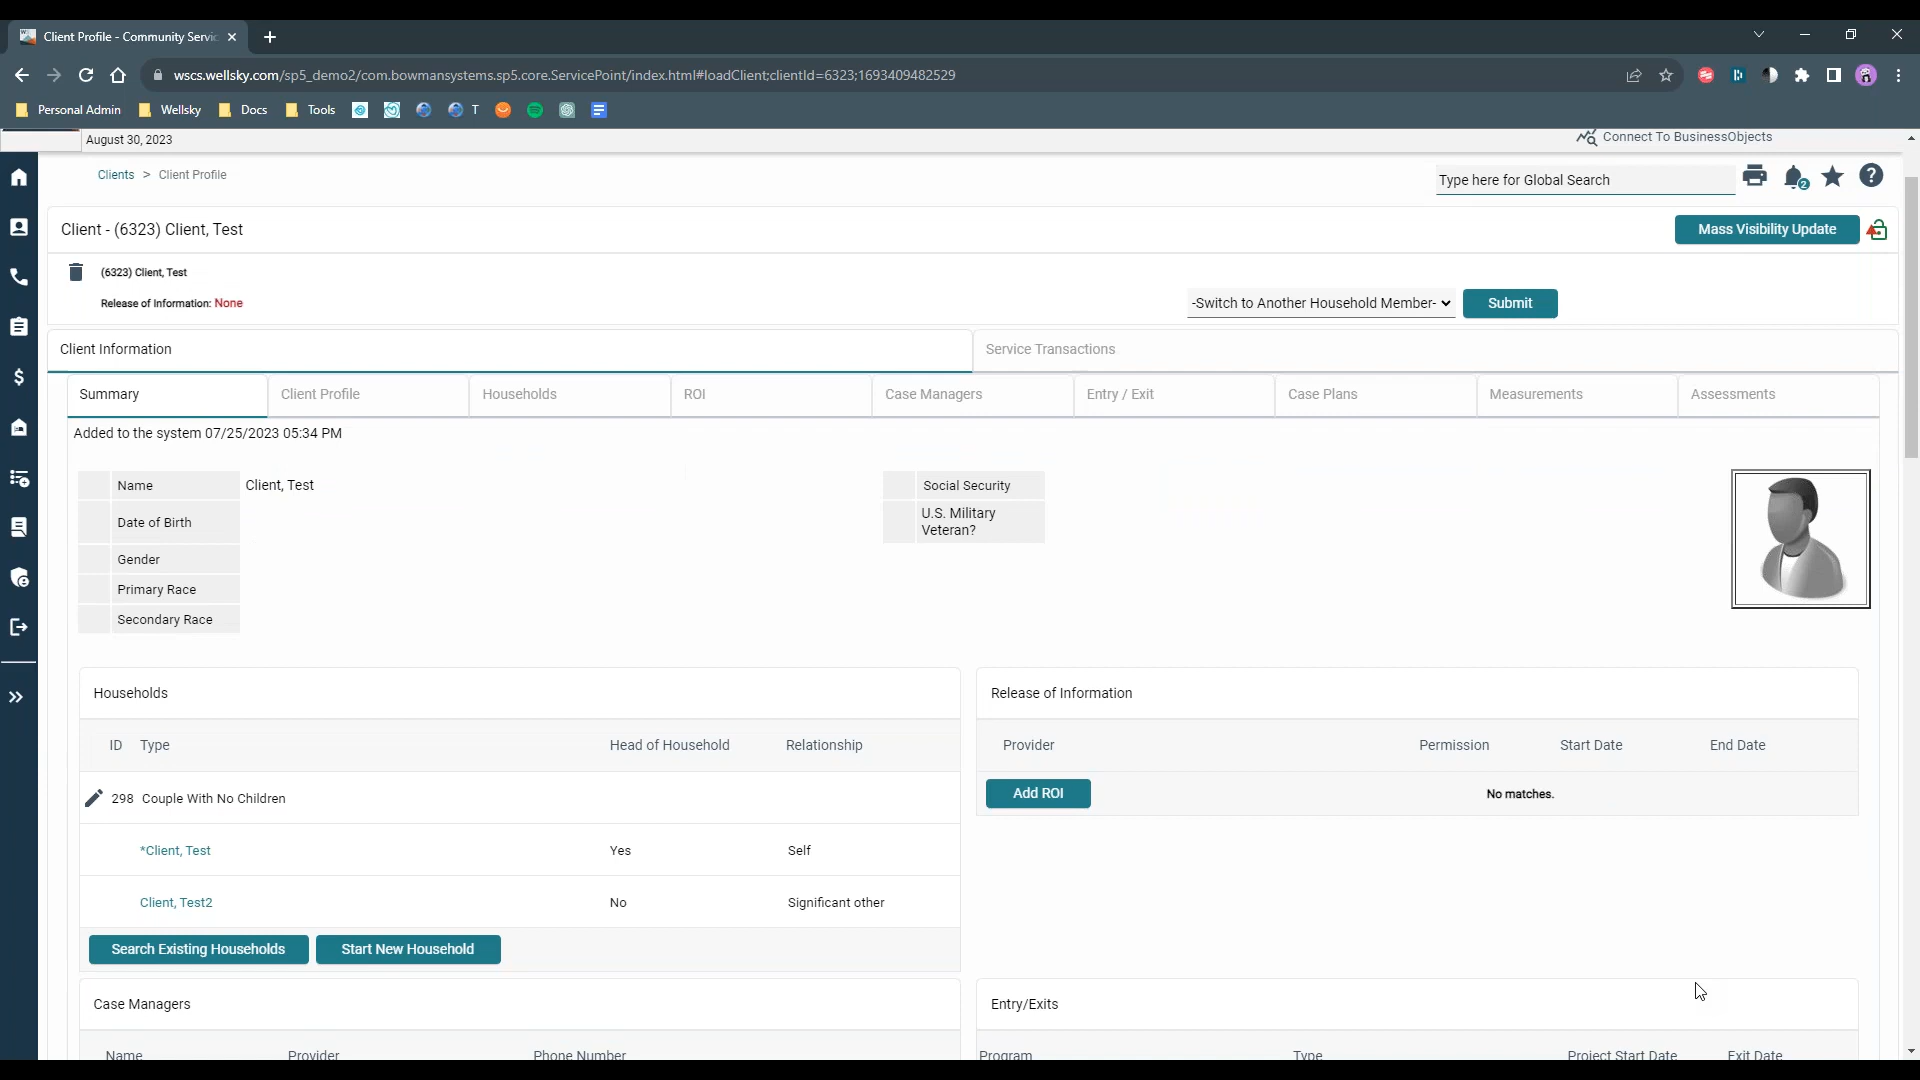 Client Profile - Community Servic
wscs.wellsky.com/sp5_demo2/com.bowmansystems.sp5.core.ServicePoint/index.html#loadClient;clientId=6323;1693409482529
Personal Admin Wellsky Docs Tools T
August 30, 2023 Connect To BusinessObjects
Clients > Client Profile Type here for Global Search 2
Client - (6323) Client, Test Mass Visibility Update
(6323) Client, Test
Release of Information: None -Switch to Another Household Member- Submit
Client Information Service Transactions
Summary Client Profile Households ROI Case Managers Entry / Exit Case Plans Measurements Assessments
Added to the system 07/25/2023 05:34 PM
Name Client, Test Social Security
Date of Birth U.S. Military Veteran?
Gender
Primary Race
Secondary Race
Households Release of Information
ID Type Head of Household Relationship Provider Permission Start Date End Date
298 Couple With No Children Add ROI No matches.
*Client, Test Yes Self
Client, Test2 No Significant other
Search Existing Households Start New Household
Case Managers Entry/Exits
Name Provider Phone Number Program Type Project Start Date Exit Date